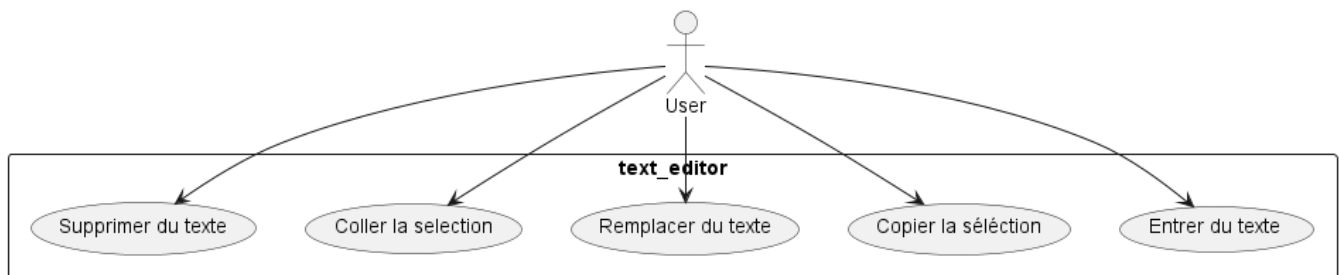 User
text_editor
Supprimer du texte
Coller la selection
Remplacer du texte
Copier la séléction
Entrer du texte